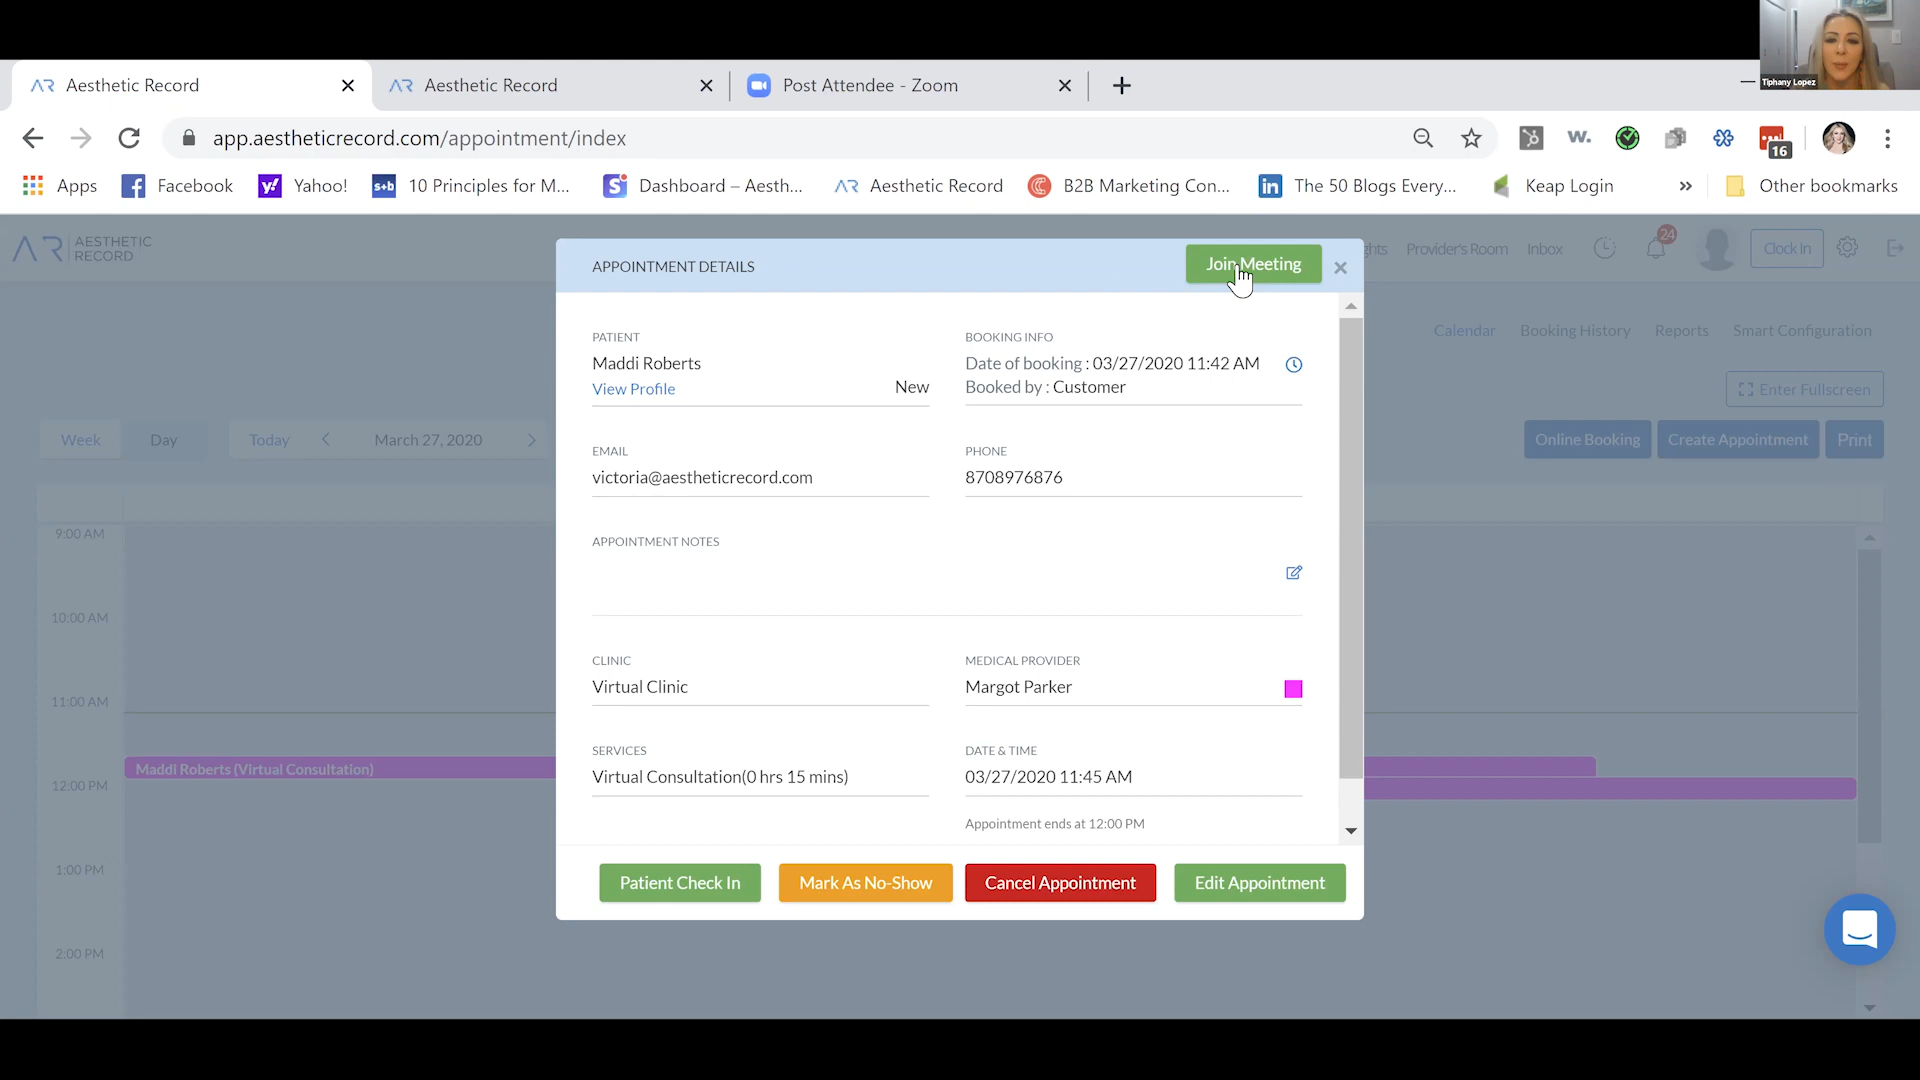 Tiphany Lopez
Aesthetic Record
Aesthetic Record
Post Attendee - Zoom
app.aestheticrecord.com/appointment/index
16
Apps
Facebook
Yahoo!
s+b
10 Principles for M...
Dashboard – Aesth...
Aesthetic Record
B2B Marketing Con...
The 50 Blogs Every...
Keap Login
Other bookmarks
AR AESTHETIC
RECORD
ghts
Provider's Room
Inbox
24
Clock In
APPOINTMENT DETAILS
Join Meeting
Calendar
Booking History
Reports
Smart Configuration
PATIENT
Maddi Roberts
View Profile
New
BOOKING INFO
Date of booking : 03/27/2020 11:42 AM
Booked by : Customer
Enter Fullscreen
Week
Day
Today
March 27, 2020
Online Booking
Create Appointment
Print
EMAIL
victoria@aestheticrecord.com
PHONE
8708976876
APPOINTMENT NOTES
9:00 AM
10:00 AM
11:00 AM
12:00 PM
1:00 PM
2:00 PM
Maddi Roberts (Virtual Consultation)
CLINIC
Virtual Clinic
MEDICAL PROVIDER
Margot Parker
SERVICES
Virtual Consultation(0 hrs 15 mins)
DATE & TIME
03/27/2020 11:45 AM
Appointment ends at 12:00 PM
Patient Check In
Mark As No-Show
Cancel Appointment
Edit Appointment